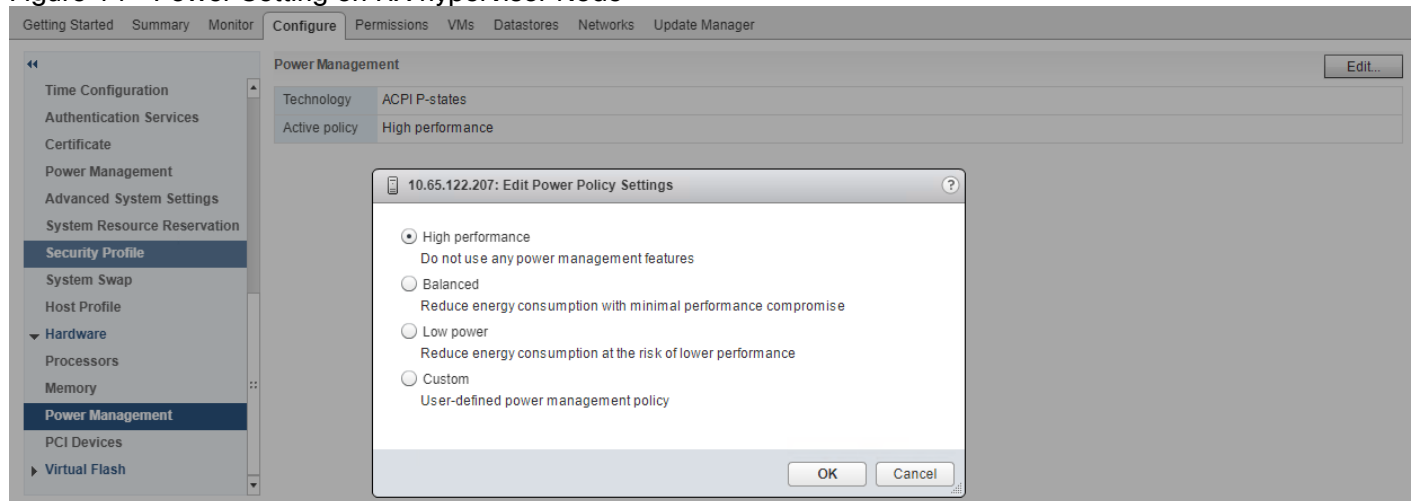 Getting Started Summary Monitor Configure Permissions VMs Datastores Networks Update Manager
Power Management
Edit...
Time Configuration
Authentication Services
Certificate
Power Management
Advanced System Settings
System Resource Reservation
Security Profile
System Swap
Host Profile
Hardware
Processors
Memory
Power Management
PCI Devices
Virtual Flash
Technology ACPI P-states
Active policy High performance
10.65.122.207: Edit Power Policy Settings
?
High performance
Do not use any power management features
Balanced
Reduce energy consumption with minimal performance compromise
Low power
Reduce energy consumption at the risk of lower performance
Custom
User-defined power management policy
OK Cancel